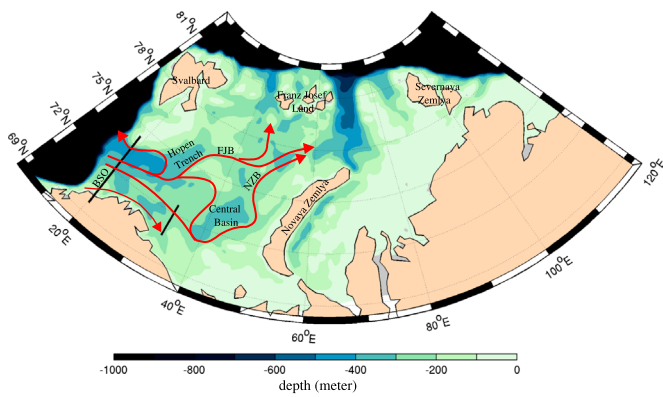 81°N
78°N
75°N
72°N
69°N
Svalbard
Franz Josef
Land
Severnaya
Zemlya
Hopen
Trench
FJB
BSO
NZB
Central
Basin
Novaya Zemlya
20°E
40°E
60°E
80°E
100°E
120°E
-1000 -800 -600 -400 -200 0
depth (meter)